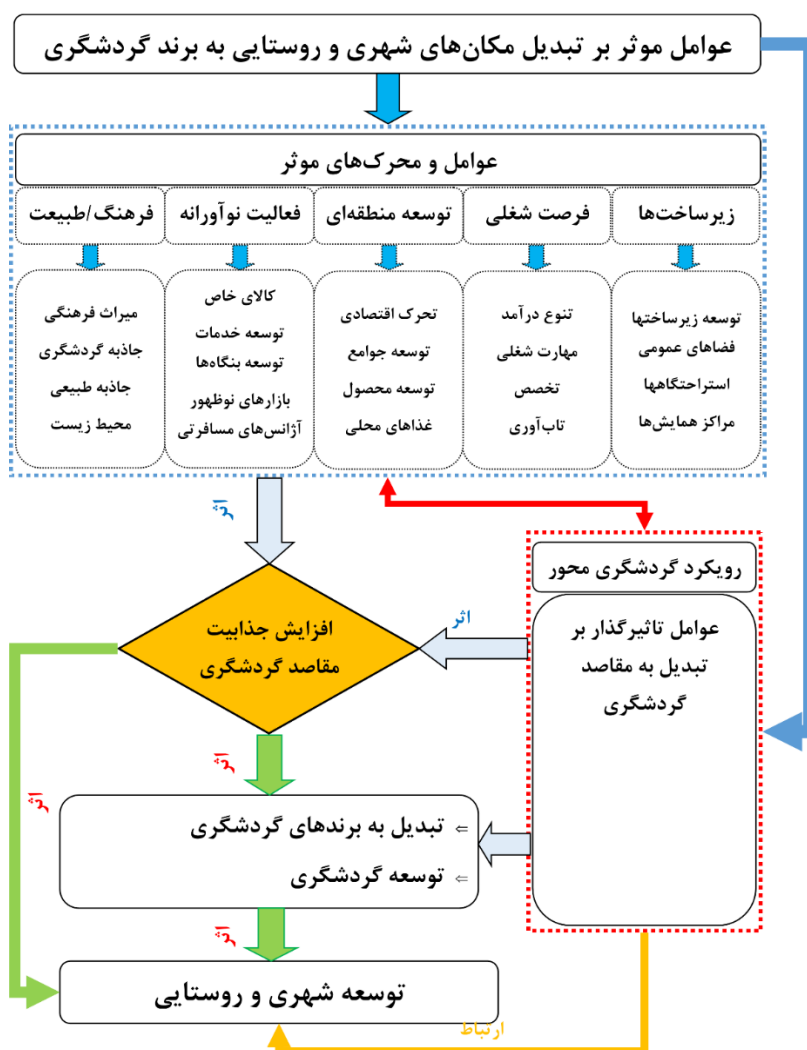 عوامل موثر بر تبدیل مکان‌های شهری و روستایی به برند گردشگری
عوامل و محرک‌های موثر
زیرساخت‌ها
فرصت شغلی
توسعه منطقه‌ای
فعالیت نوآورانه
فرهنگ/طبیعت
توسعه زیرساختها
فضاهای عمومی
استراحتگاهها
مراکز همایش‌ها
تنوع درآمد
مهارت شغلی
تخصص
تاب‌آوری
تحرک اقتصادی
توسعه جوامع
توسعه محصول
غذاهای محلی
کالای خاص
توسعه خدمات
توسعه بنگاه‌ها
بازارهای نوظهور
آژانس‌های مسافرتی
میراث فرهنگی
جاذبه گردشگری
جاذبه طبیعی
محیط زیست
اثر
رویکرد گردشگری محور
عوامل تاثیرگذار بر
تبدیل به مقاصد
گردشگری
اثر
افزایش جذابیت
مقاصد گردشگری
اثر
اثر
⇐ تبدیل به برندهای گردشگری
⇐ توسعه گردشگری
اثر
توسعه شهری و روستایی
ارتباط